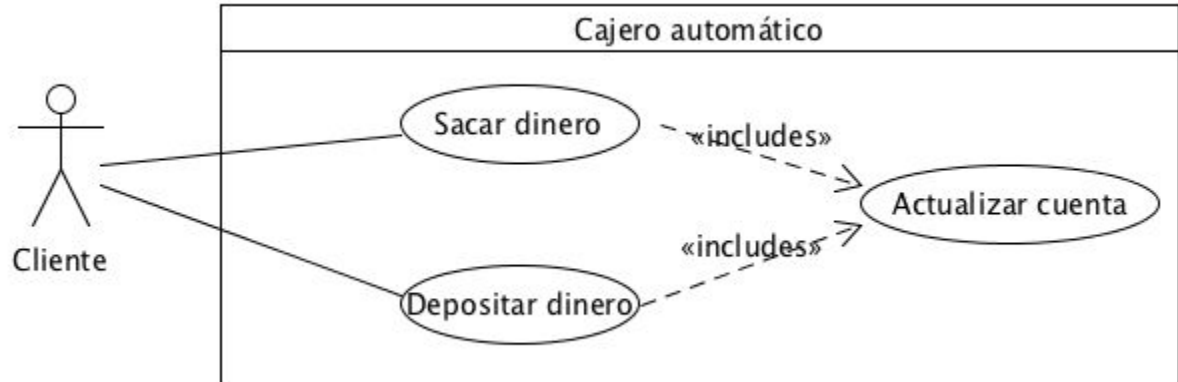 Cajero automático
Sacar dinero
«includes»
Actualizar cuenta
Cliente
«includes»
Depositar dinero